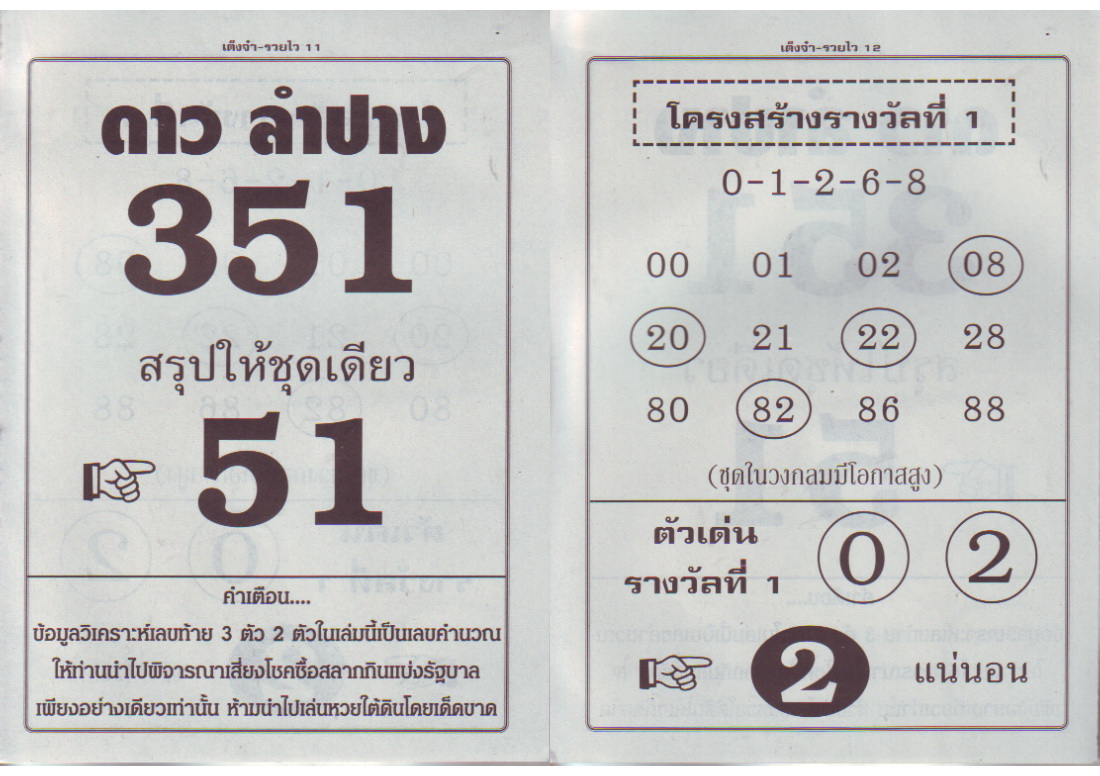 เต็งจ๋า-รวยไว 11
ดาว ลำปาง
351
สรุปให้ชุดเดียว
51
คำเตือน....
ข้อมูลวิเคราะห์เลขท้าย 3 ตัว 2 ตัวในเล่มนี้เป็นเลขคำนวณ
ให้ท่านนำไปพิจารณาเสี่ยงโชคซื้อสลากกินแบ่งรัฐบาล
เพียงอย่างเดียวเท่านั้น ห้ามนำไปเล่นหวยใต้ดินโดยเด็ดขาด
เต็งจ๋า-รวยไว 12
โครงสร้างรางวัลที่ 1
0-1-2-6-8
00 01 02 08
20 21 22 28
80 82 86 88
(ชุดในวงกลมมีโอกาสสูง)
ตัวเด่น
รางวัลที่ 1
0 2
2 แน่นอน